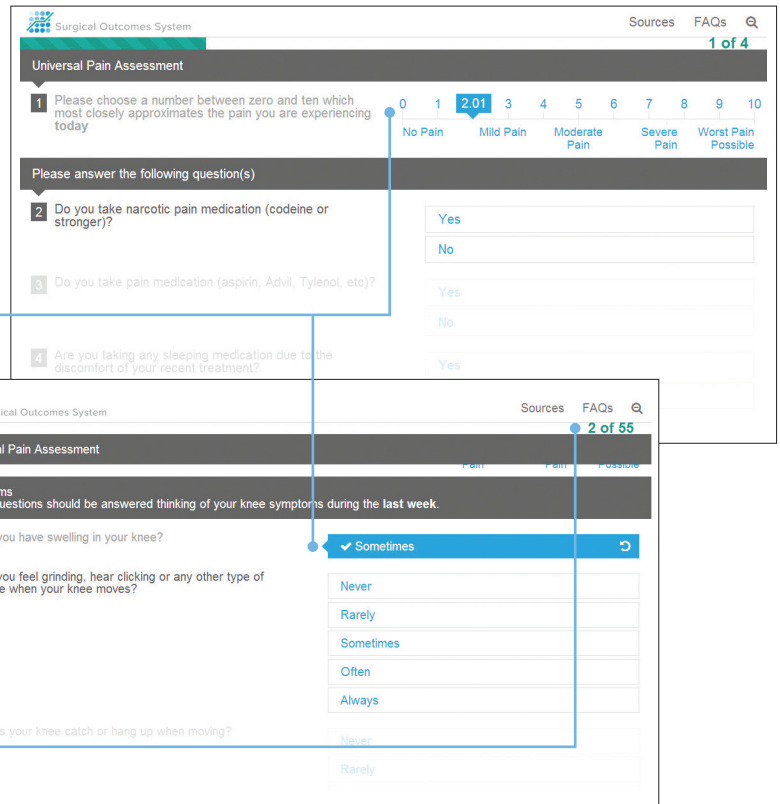 Surgical Outcomes System
Sources FAQs
1 of 4
Universal Pain Assessment
1 Please choose a number between zero and ten which
most closely approximates the pain you are experiencing
today
0 1 2.01 3 4 5 6 7 8 9 10
No Pain Mild Pain Moderate Pain Severe Pain Worst Pain Possible
Please answer the following question(s)
2 Do you take narcotic pain medication (codeine or
stronger)?
Yes
No
3 Do you take pain medication (aspirin, Advil, Tylenol, etc)?
Yes
No
4 Are you taking any sleeping medication due to the
discomfort of your recent treatment?
Yes
ical Outcomes System
Sources FAQs
2 of 55
l Pain Assessment
Pain Pain Possible
ms
uestions should be answered thinking of your knee symptoms during the last week.
you have swelling in your knee?
Sometimes
you feel grinding, hear clicking or any other type of
e when your knee moves?
Never
Rarely
Sometimes
Often
Always
s your knee catch or hang up when moving?
Never
Rarely